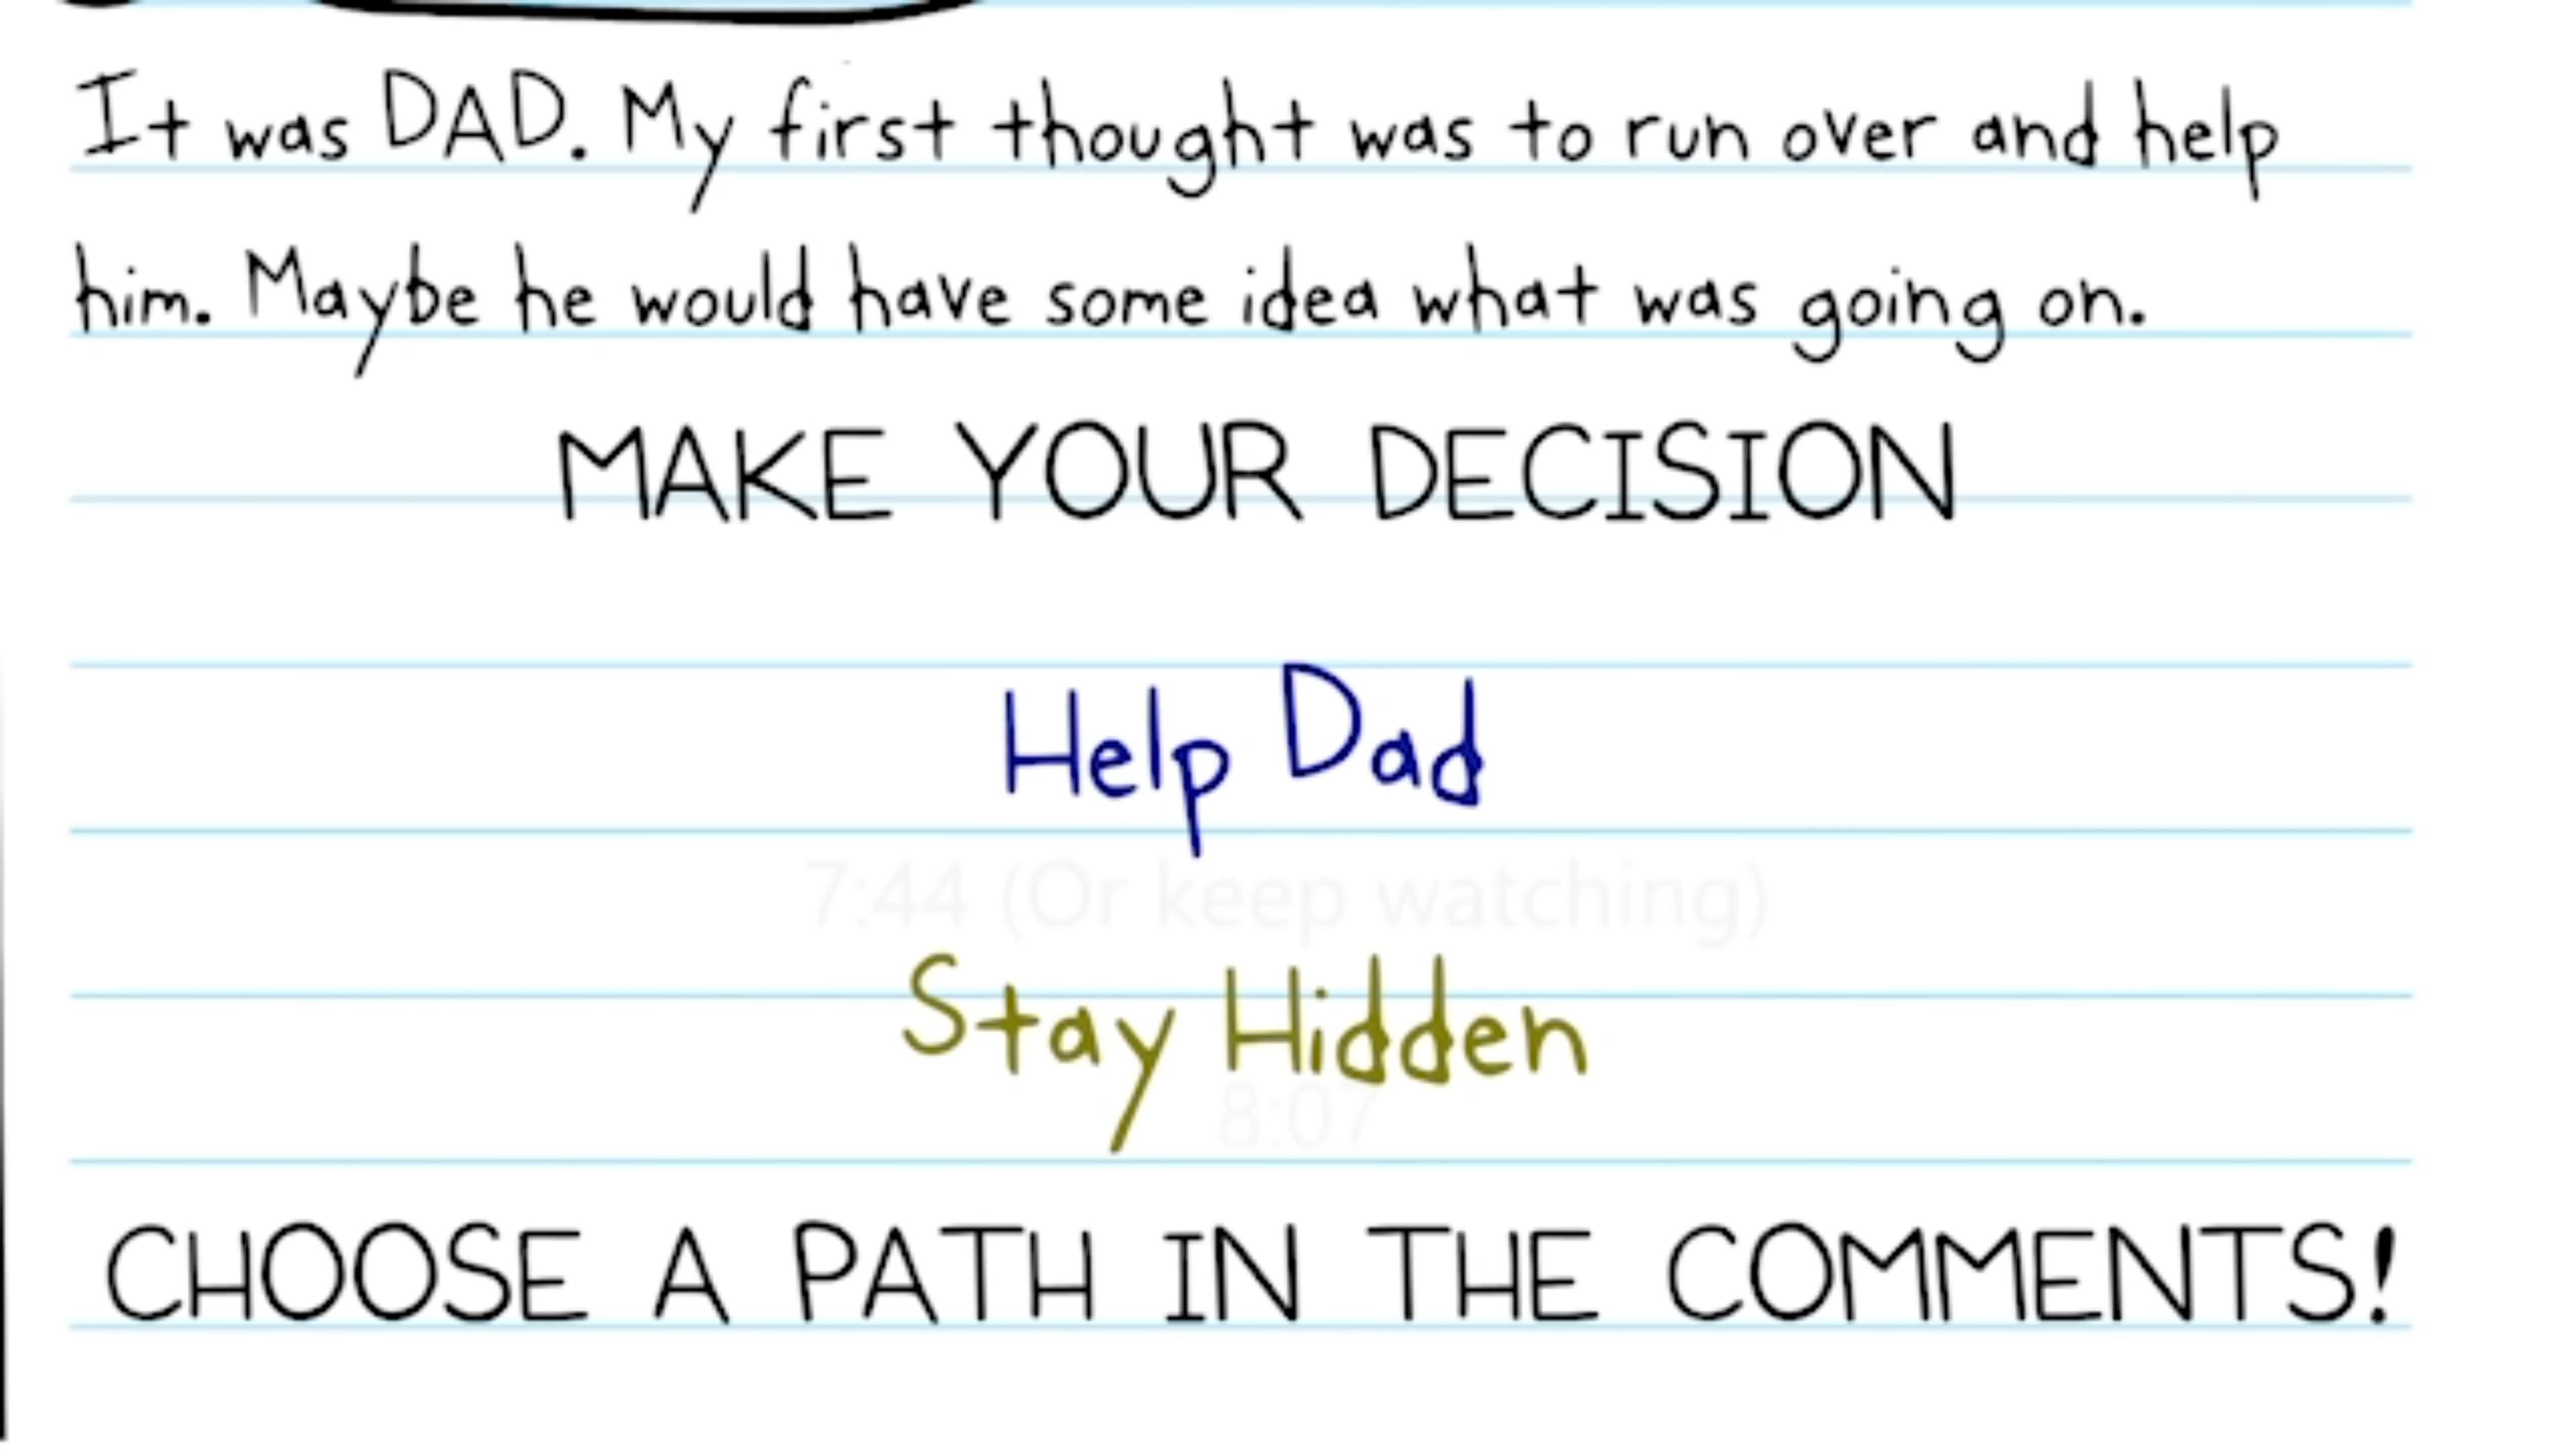 It was DAD. My first thought was to run over and help
him. Maybe he would have some idea what was going on.
MAKE YOUR DECISION
Help Dad
7:44 (Or keep watching)
Stay Hidden
8:07
CHOOSE A PATH IN THE COMMENTS!